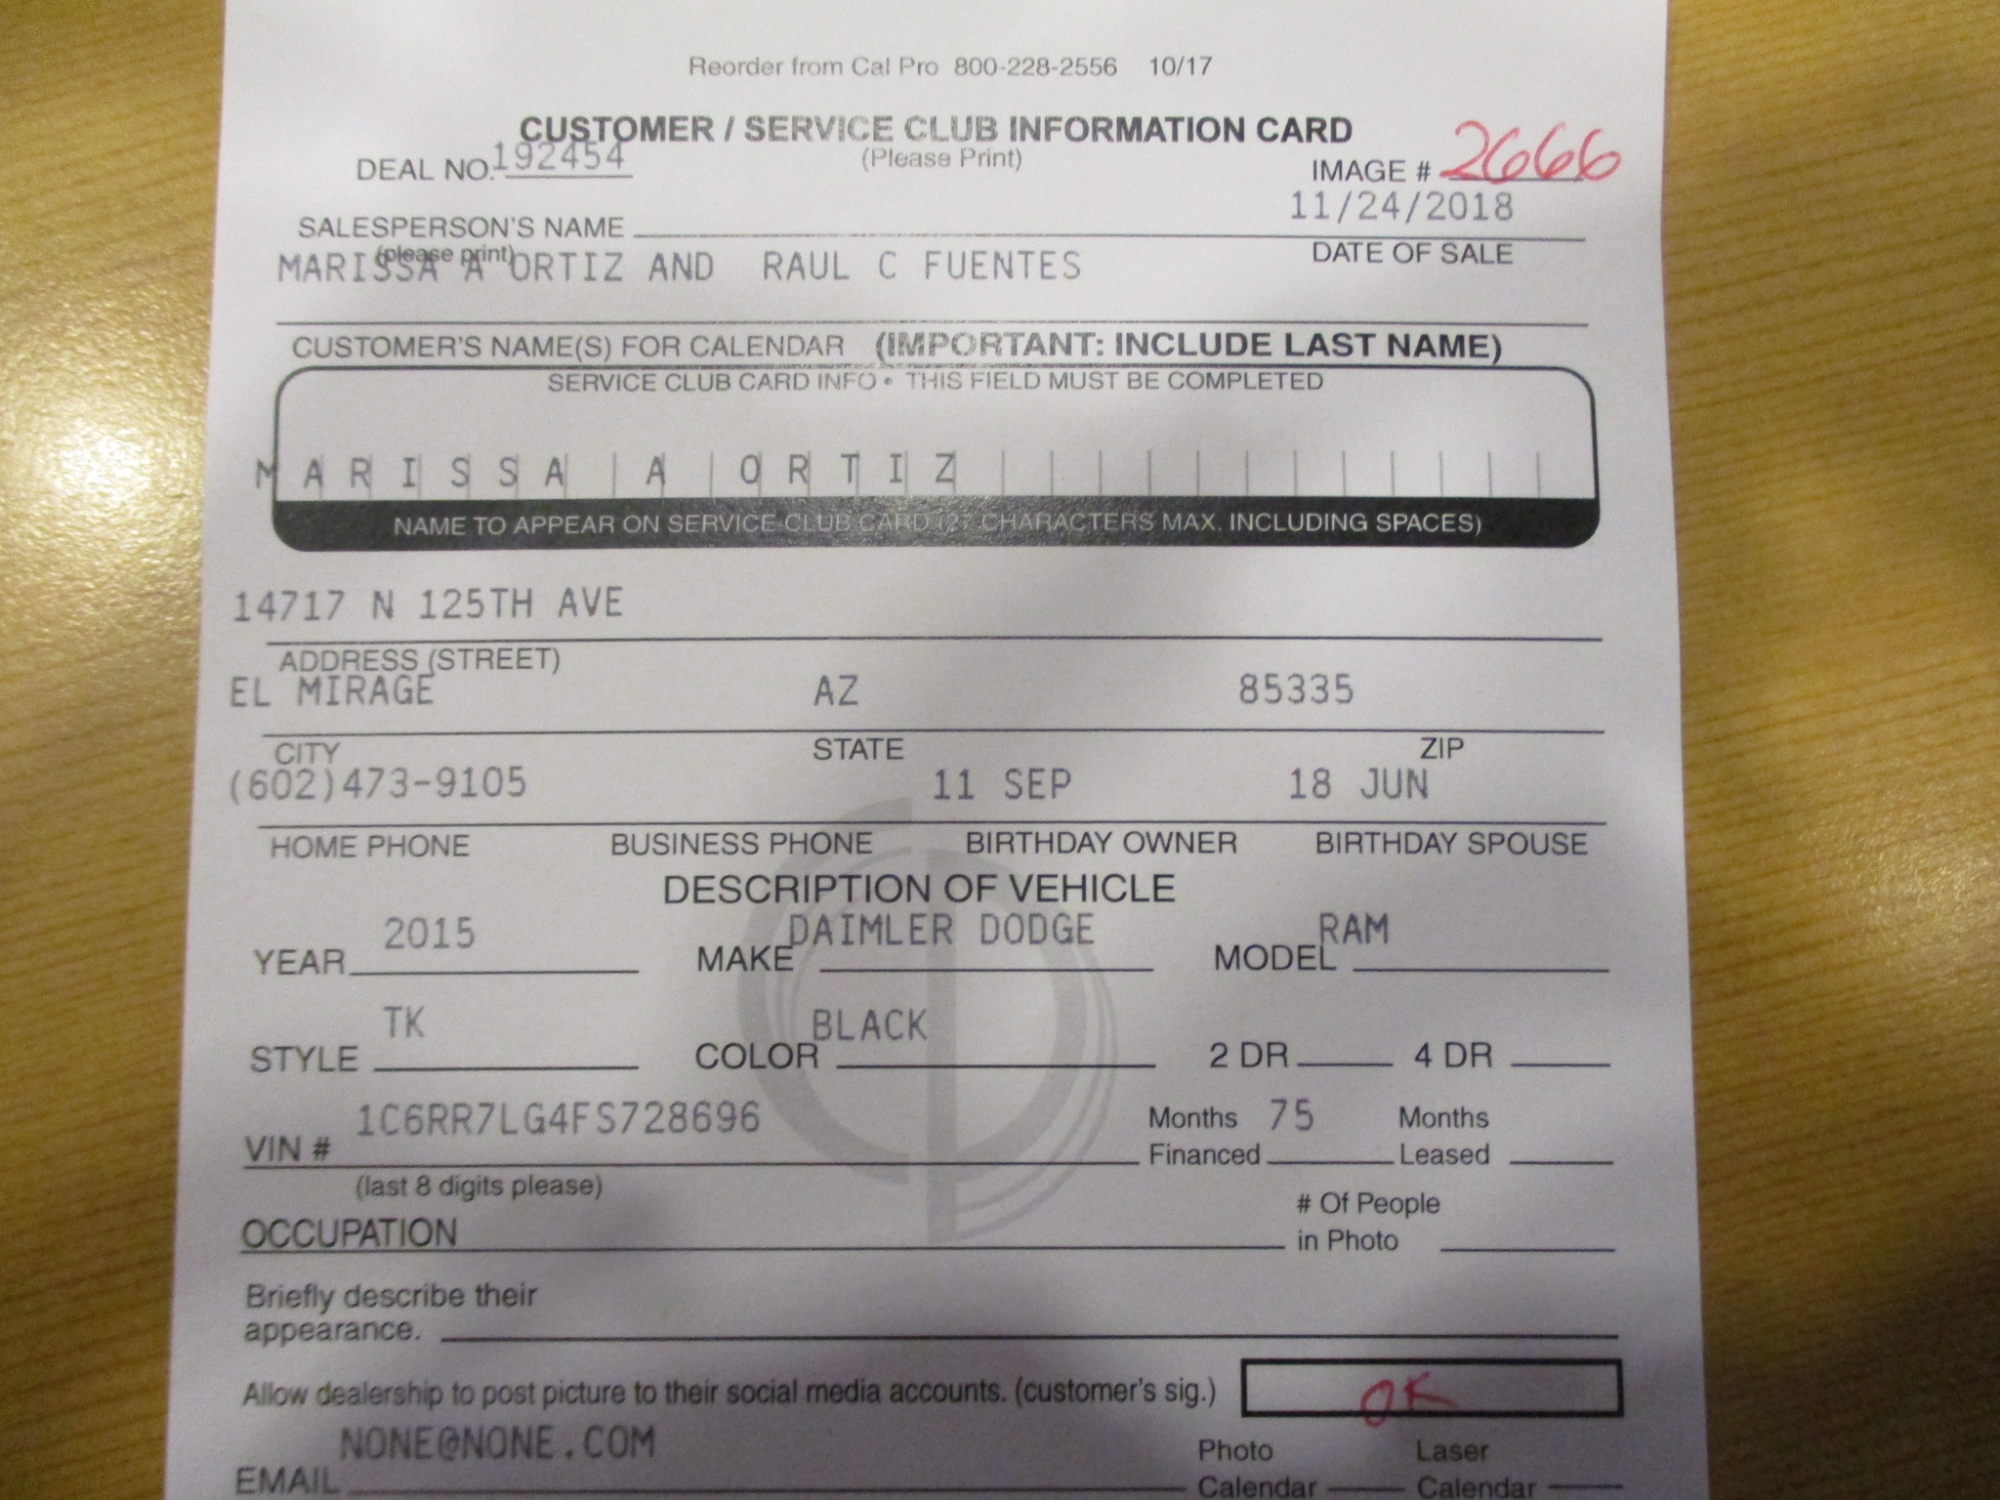 Reorder from Cal Pro 800-228-2556 10/17
CUSTOMER / SERVICE CLUB INFORMATION CARD
(Please Print)
DEAL NO. 192454
IMAGE # 2666
11/24/2018
SALESPERSON'S NAME
(please print)
DATE OF SALE
MARISSA A ORTIZ AND RAUL C FUENTES
CUSTOMER'S NAME(S) FOR CALENDAR (IMPORTANT: INCLUDE LAST NAME)
SERVICE CLUB CARD INFO • THIS FIELD MUST BE COMPLETED
MARISSA A ORTIZ
NAME TO APPEAR ON SERVICE CLUB CARD (27 CHARACTERS MAX. INCLUDING SPACES)
14717 N 125TH AVE
ADDRESS (STREET)
EL MIRAGE AZ 85335
CITY STATE ZIP
(602)473-9105 11 SEP 18 JUN
HOME PHONE BUSINESS PHONE BIRTHDAY OWNER BIRTHDAY SPOUSE
DESCRIPTION OF VEHICLE
YEAR 2015 MAKE DAIMLER DODGE MODEL RAM
STYLE TK COLOR BLACK 2 DR 4 DR
VIN # 1C6RR7LG4FS728696 Months Financed 75 Months Leased
(last 8 digits please)
OCCUPATION # Of People in Photo
Briefly describe their
appearance.
Allow dealership to post picture to their social media accounts. (customer's sig.) OK
EMAIL NONE@NONE.COM Photo Calendar Laser Calendar